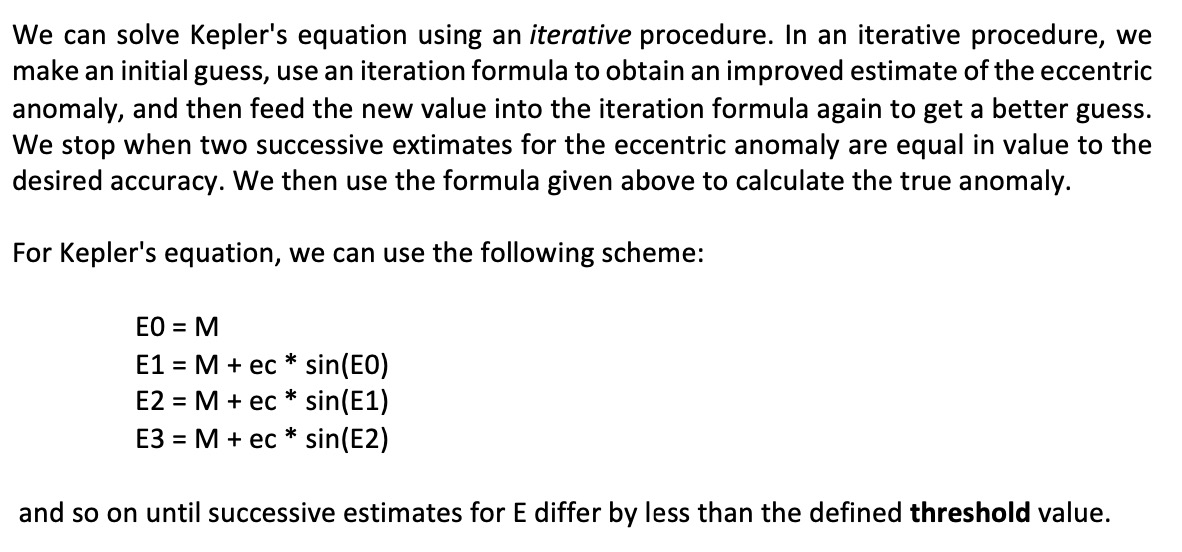 We can solve Kepler's equation using an iterative procedure. In an iterative procedure, we
make an initial guess, use an iteration formula to obtain an improved estimate of the eccentric
anomaly, and then feed the new value into the iteration formula again to get a better guess.
We stop when two successive extimates for the eccentric anomaly are equal in value to the
desired accuracy. We then use the formula given above to calculate the true anomaly.
For Kepler's equation, we can use the following scheme:
E0 = M
E1 = M + ec * sin(E0)
E2 = M + ec * sin(E1)
E3 = M + ec * sin(E2)
and so on until successive estimates for E differ by less than the defined threshold value.